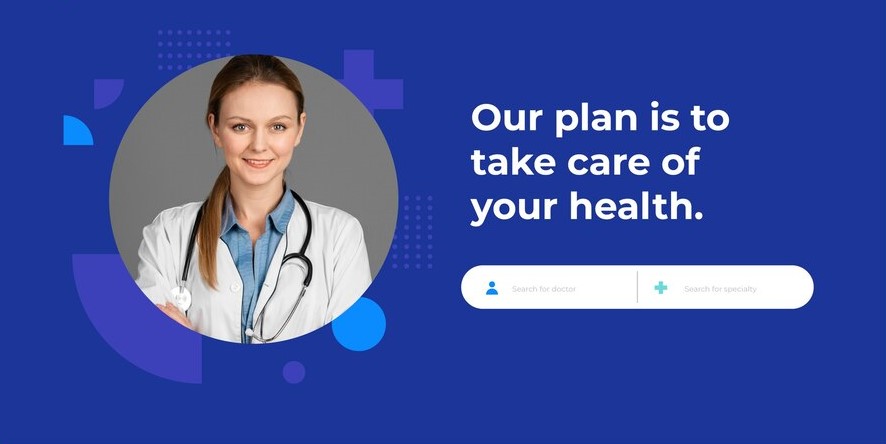 Our plan is to
take care of
your health.
Search for doctor
Search for specialty